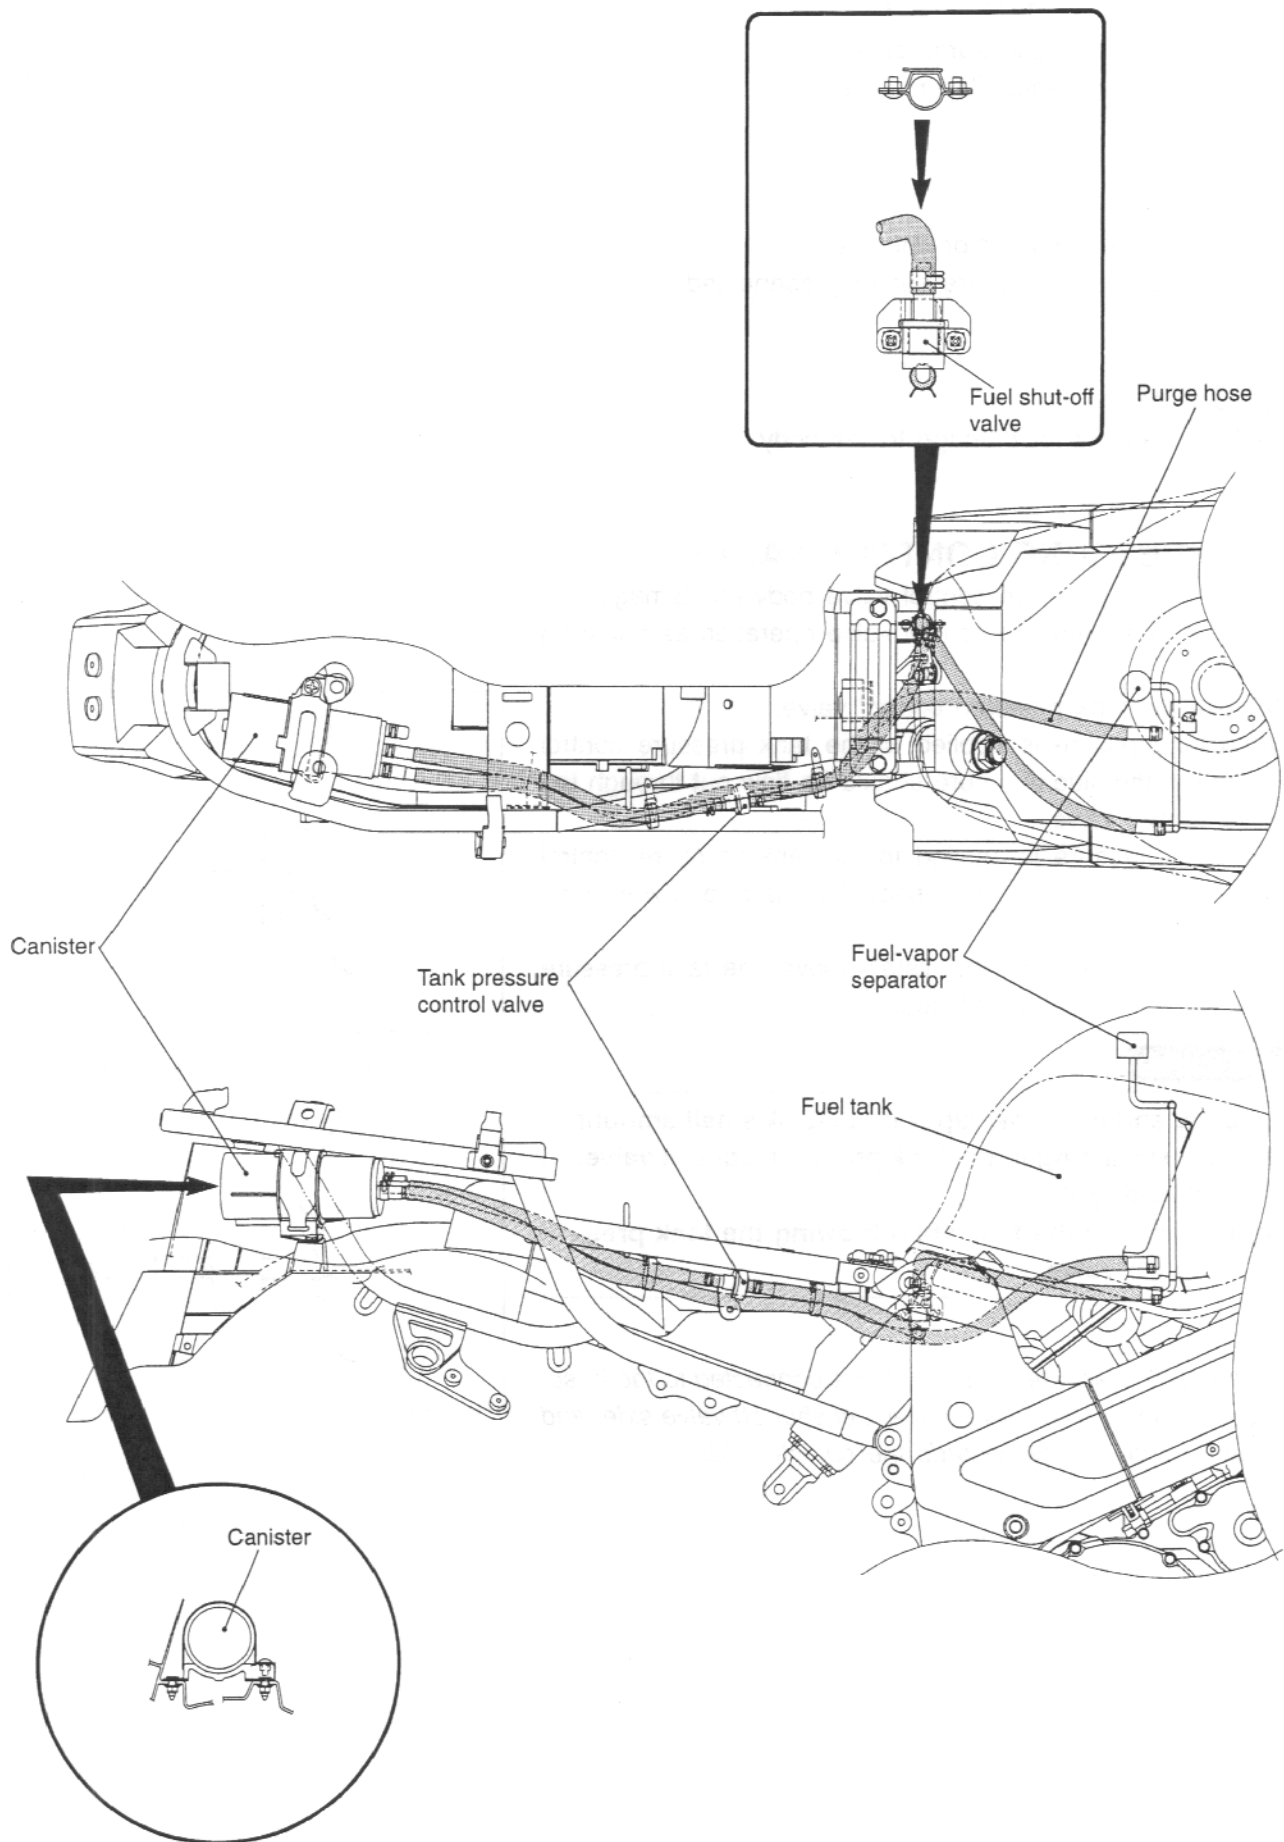 Fuel shut-off
valve
Purge hose
Canister
Tank pressure
control valve
Fuel-vapor
separator
Fuel tank
Canister